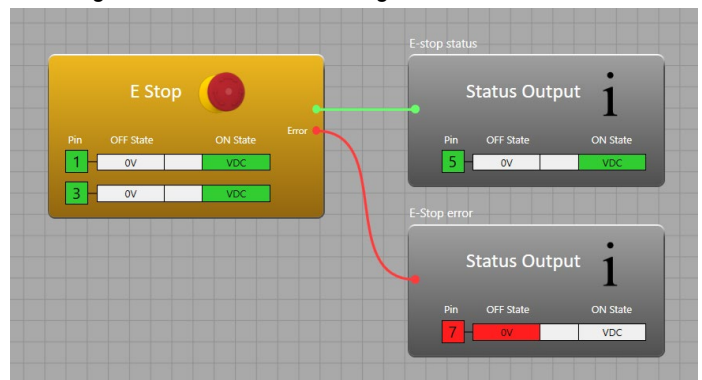 E-stop status
E Stop
Error
Pin OFF State ON State
1 0V VDC
3 0V VDC
Status Output i
Pin OFF State ON State
5 0V VDC
E-Stop error
Status Output i
Pin OFF State ON State
7 0V VDC